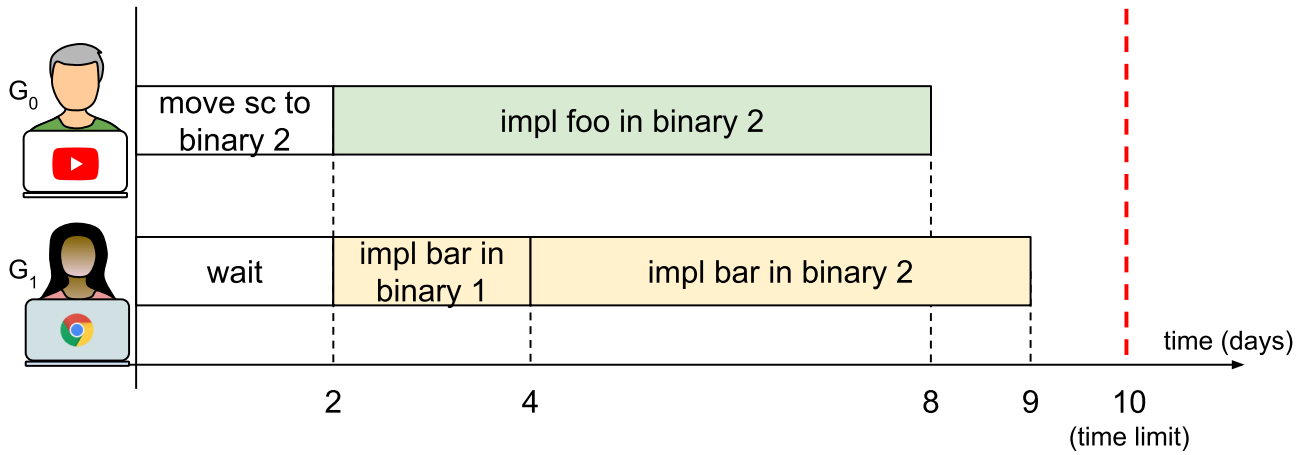 G0
move sc to
binary 2
impl foo in binary 2
G1
wait
impl bar in
binary 1
impl bar in binary 2
time (days)
2
4
8
9
10
(time limit)